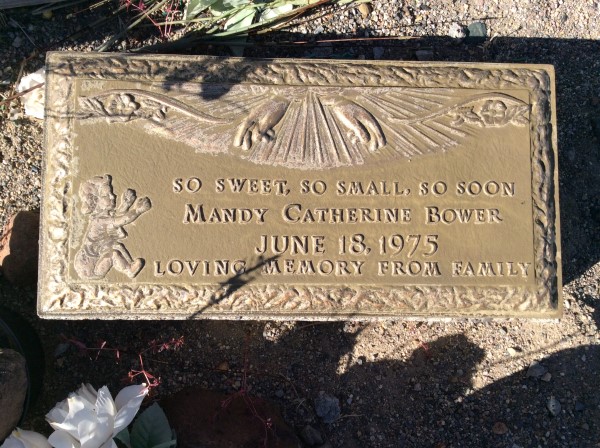 SO SWEET, SO SMALL, SO SOON
MANDY CATHERINE BOWER
JUNE 18, 1975
LOVING MEMORY FROM FAMILY